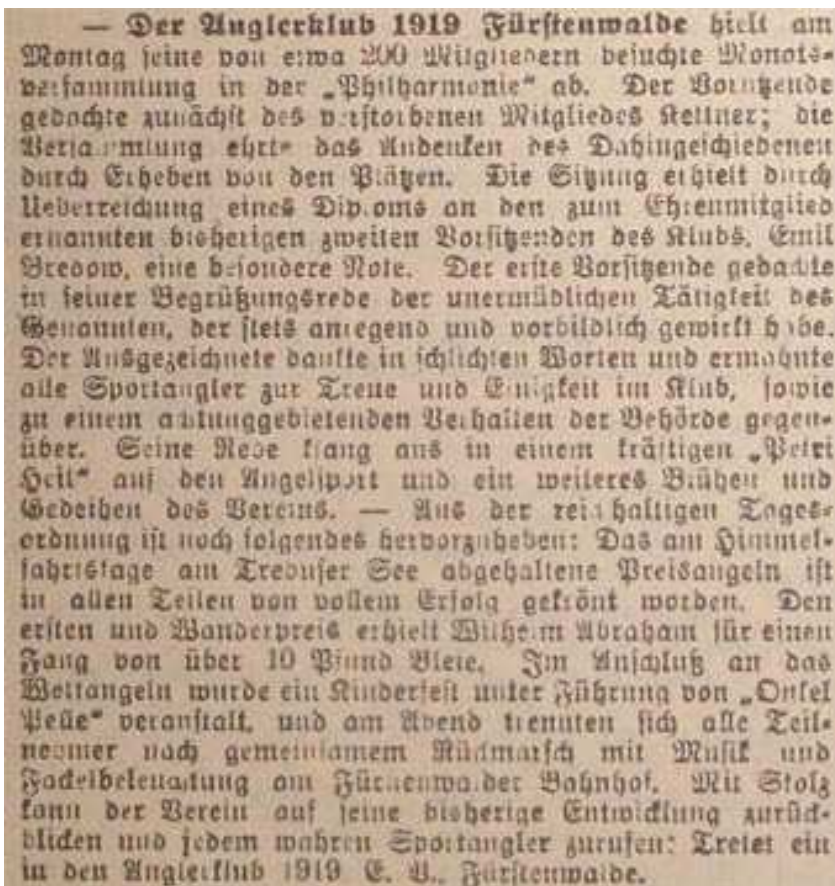 — Der Anglerklub 1919 Fürstenwalde hielt am
Montag seine von etwa 200 Mitgliedern besuchte Monats-
versammlung in der „Philharmonie“ ab. Der Vorsitzende
gedachte zunächst des verstorbenen Mitgliedes Kettner; die
Versammlung ehrte das Andenken des Dahingeschiedenen
durch Erheben von den Plätzen. Die Sitzung erhielt durch
Ueberreichung eines Diploms an den zum Ehrenmitglied
ernannten bisherigen zweiten Vorsitzenden des Klubs, Emil
Bredow, eine besondere Note. Der erste Vorsitzende gedachte
in seiner Begrüßungsrede der unermüdlichen Tätigkeit des
Genannten, der stets anregend und vorbildlich gewirkt habe.
Der Ausgezeichnete dankte in schlichten Worten und ermahnte
alle Sportangler zur Treue und Einigkeit im Klub, sowie
zu einem achtunggebietenden Verhalten der Behörde gegen-
über. Seine Rede klang aus in einem kräftigen „Petri
Heil“ auf den Angelsport und ein weiteres Blühen und
Gedeihen des Vereins. — Aus der reichhaltigen Tages-
ordnung ist noch folgendes hervorzuheben: Das am Himmel-
fahrtstage am Trebuser See abgehaltene Preisangeln ist
in allen Teilen von vollem Erfolg gekrönt worden. Den
ersten und Wanderpreis erhielt Wilhelm Abraham für einen
Fang von über 10 Pfund Bleie. Im Anschluß an das
Wettangeln wurde ein Kinderfest unter Führung von „Onkel
veranstalt. und am Abend trennten sich alle Teil-
nehmer nach gemeinsamem Rückmarsch mit Musik und
Fackelbeleuchtung am Fürstenwalder Bahnhof. Mit Stolz
kann der Verein auf seine bisherige Entwicklung zurück-
blicken und jedem wahren Sportangler zurufen: Tretet ein
in den Anglerklub 1919 E. V., Fürstenwalde.